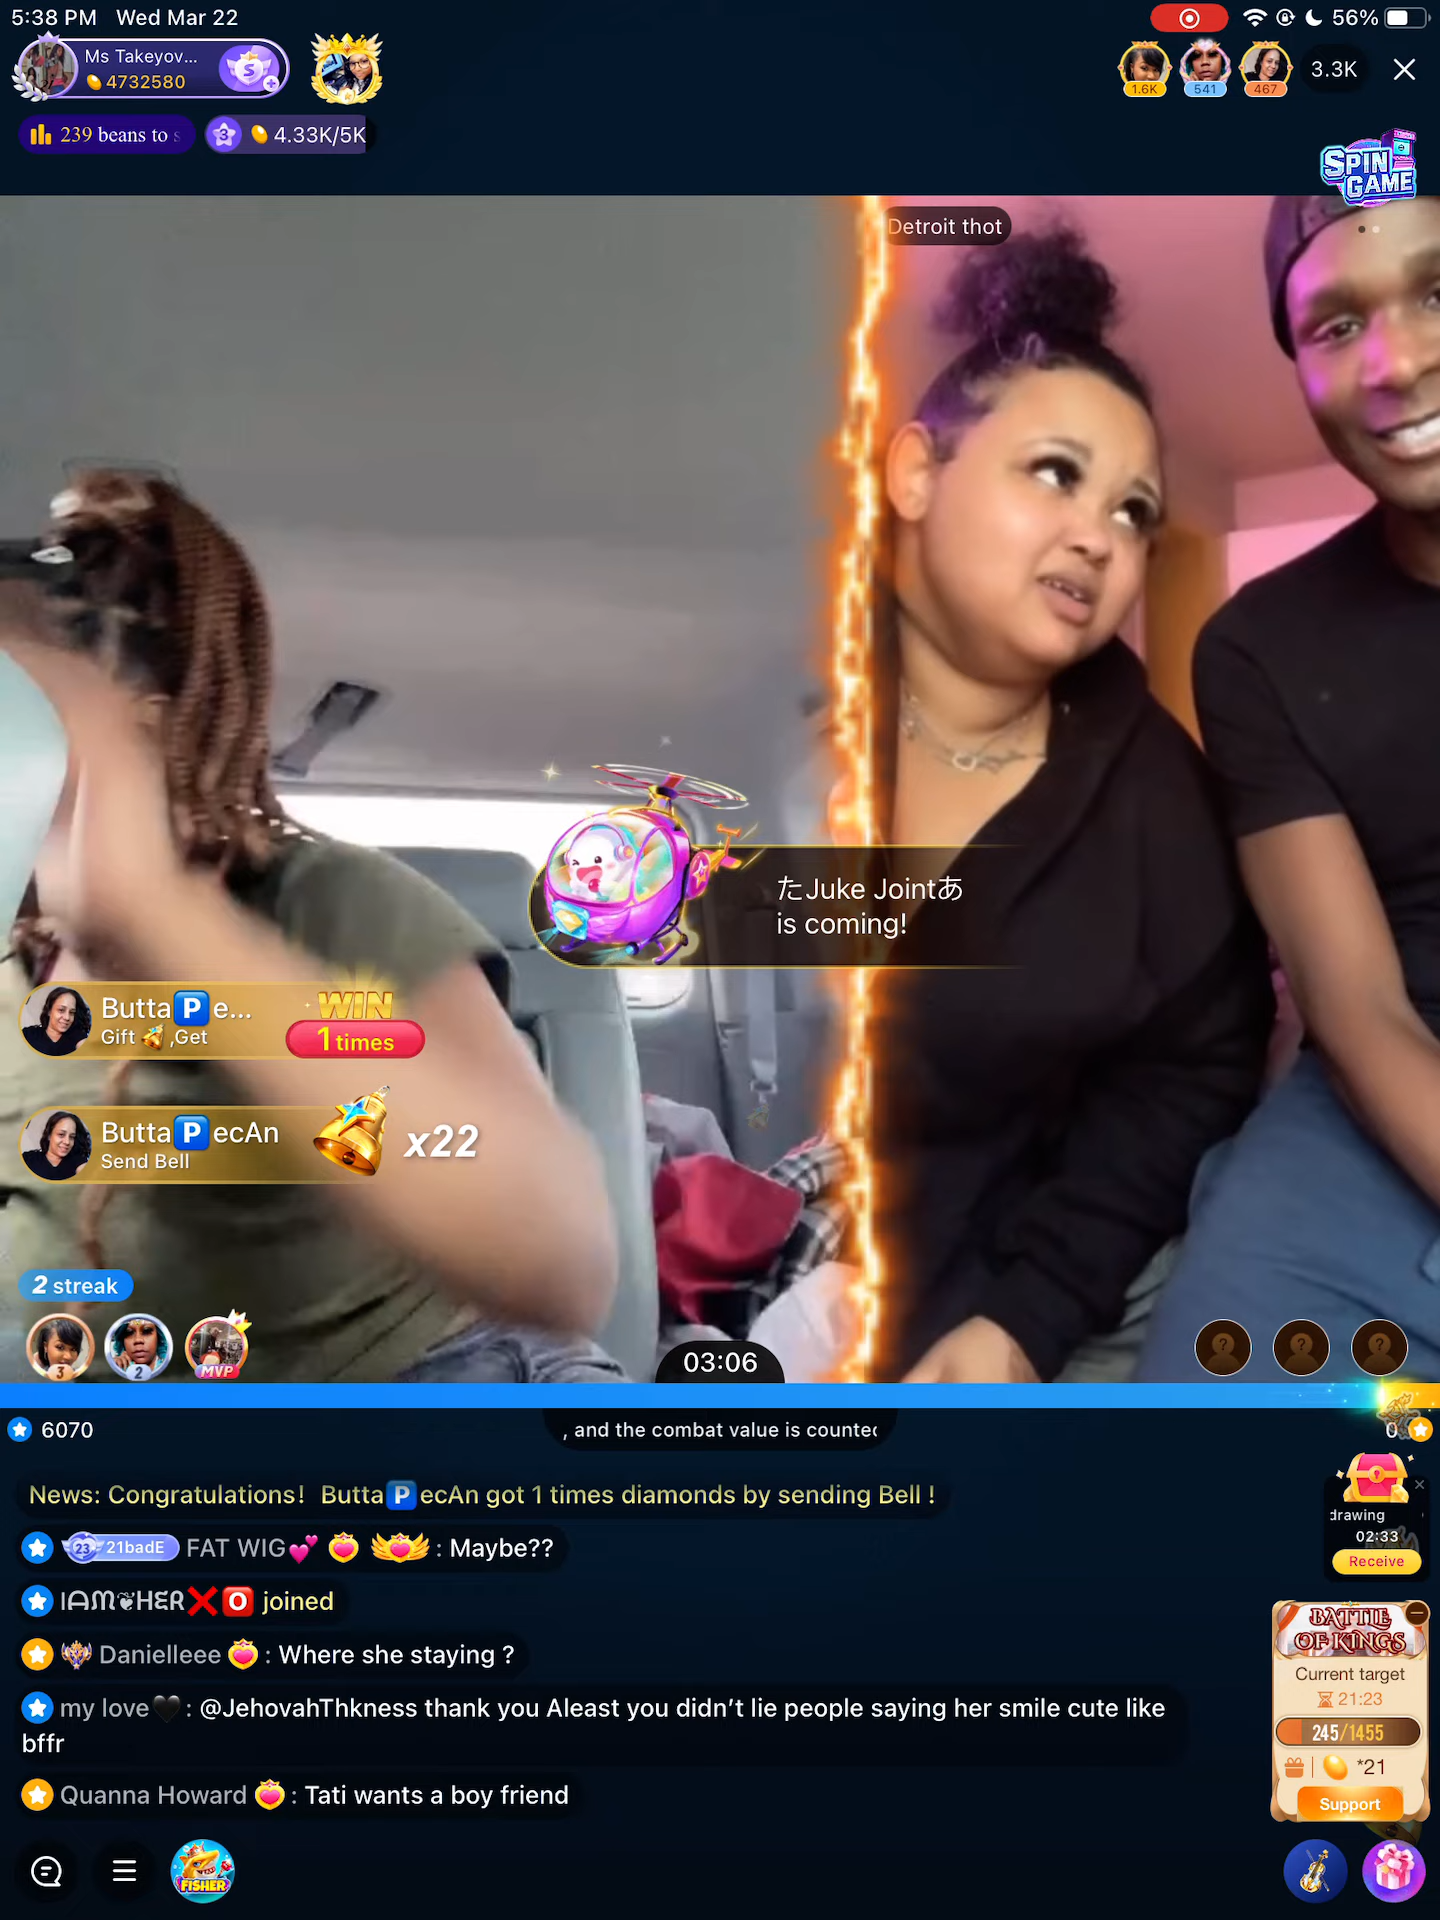 5:38 PM Wed Mar 22
56%
Ms Takeyov...
4732580
S
1.6K
541
467
3.3K
239 beans to
3
4.33K/5K
SPIN
GAME
Detroit thot
たJuke Jointあ
is coming!
Butta🅿️e...
Gift ,Get
WIN
1 times
Butta🅿️ecAn
Send Bell
x22
2 streak
3
2
MVP
03:06
? ? ?
6070
, and the combat value is counted
0
News: Congratulations! Butta🅿️ecAn got 1 times diamonds by sending Bell !
drawing
02:33
Receive
23 21badE FAT WIG💕 : Maybe??
Iᗩᗰ❦Hᗴᖇ❌🅾️ joined
Danielleee : Where she staying ?
my love🖤 : @JehovahThkness thank you Aleast you didn’t lie people saying her smile cute like
bffr
Quanna Howard : Tati wants a boy friend
BATTLE
OF KINGS
Current target
21:23
245/1455
*21
Support
FISHER